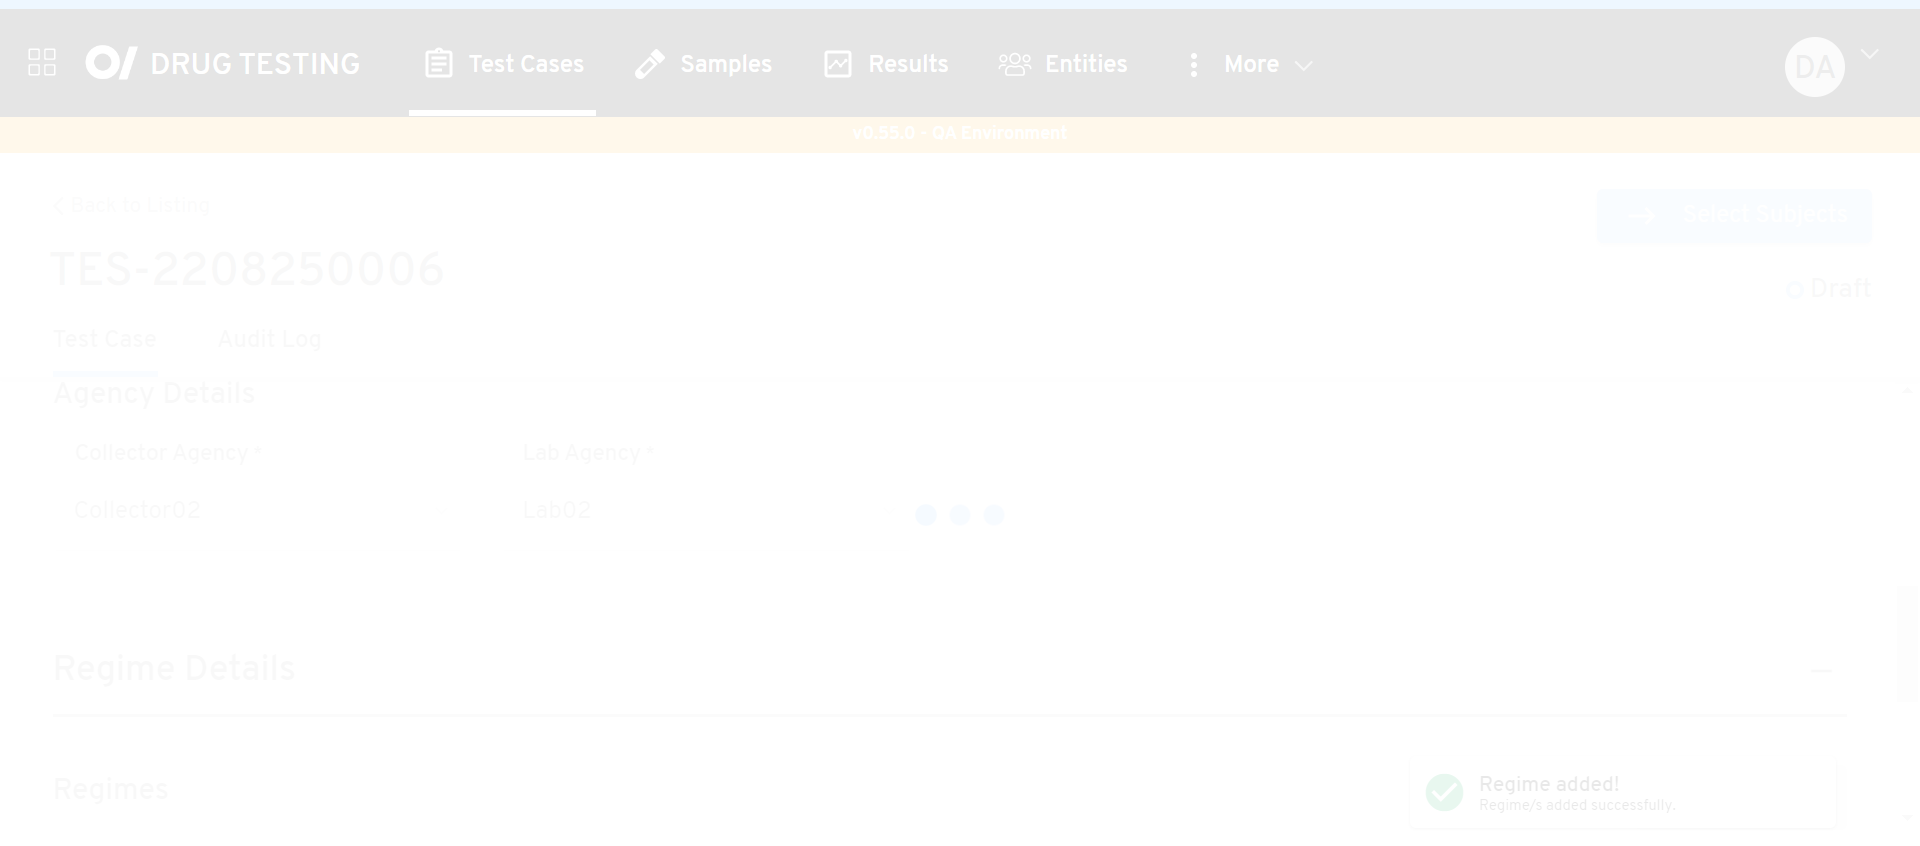 DRUG TESTING
Test Cases
Samples
Results
Entities
More
DA
v0.55.0 - QA Environment
Back to Listing
Select Subjects
TES-2208250006
Draft
Test Case
Audit Log
Agency Details
Collector Agency *
Lab Agency *
Collector02
Lab02
Regime Details
Regimes
Regime added!
Regime/s added successfully.